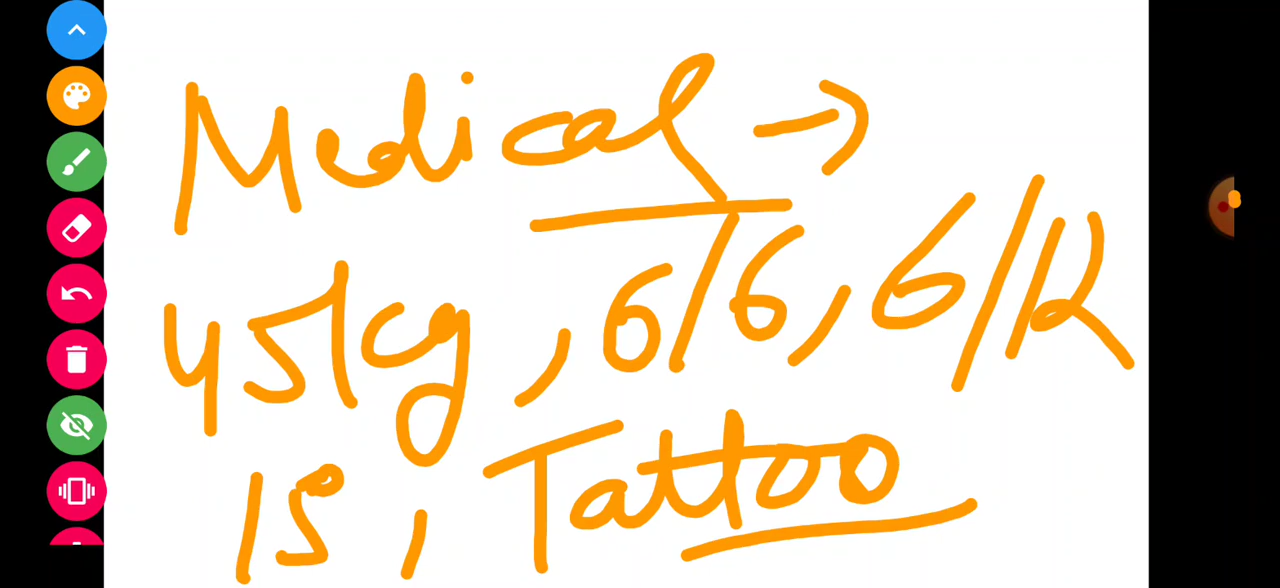 Medical →
45kg, 6/6, 6/12
15°, Tattoo